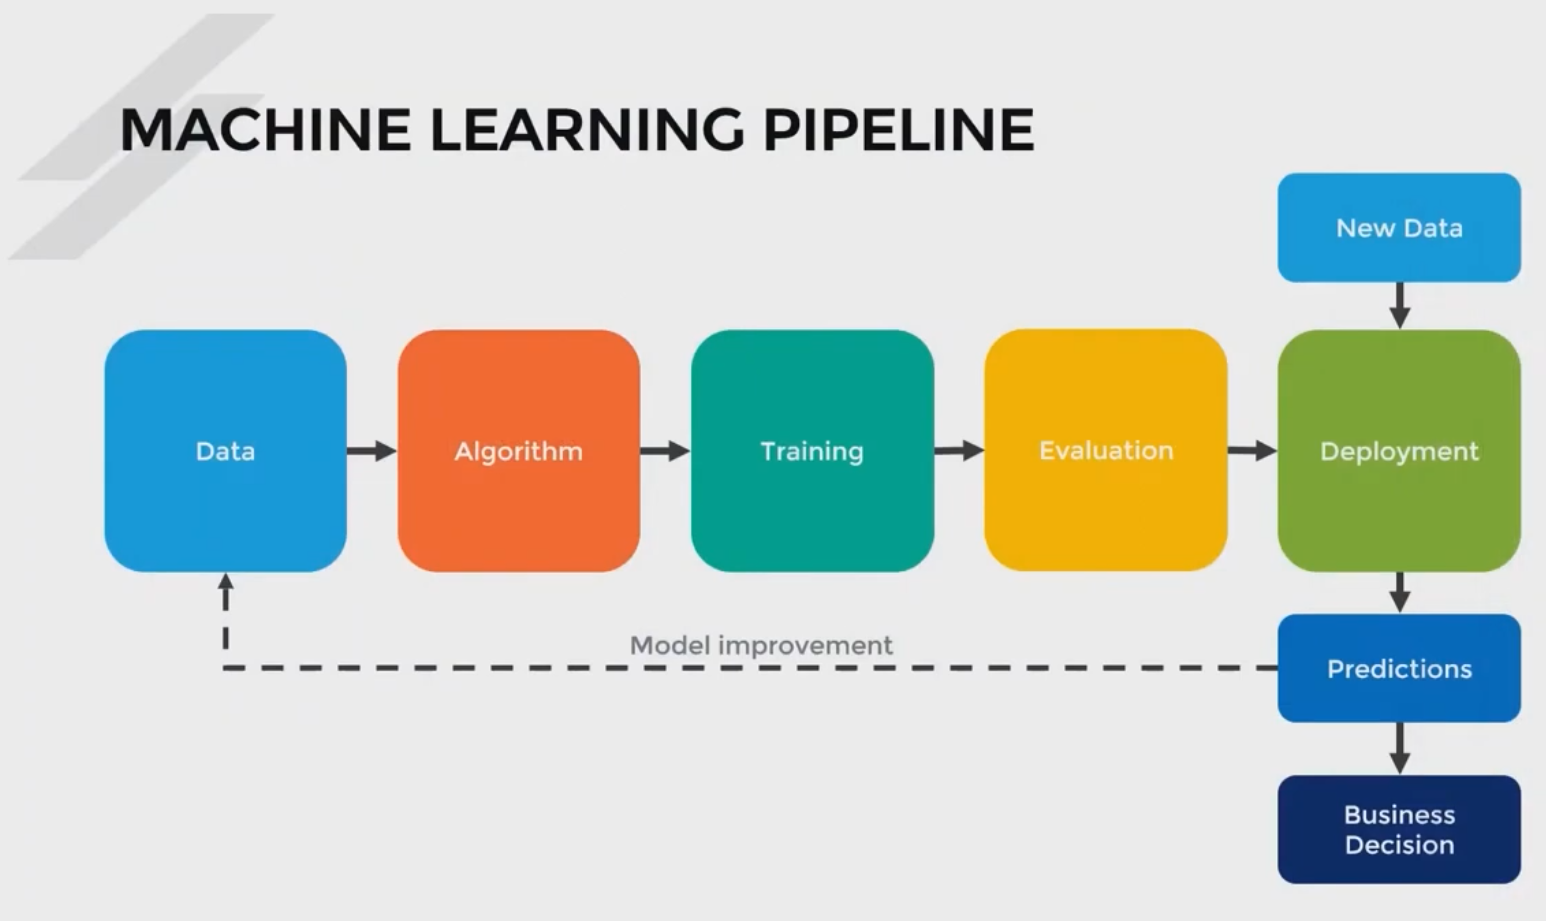 MACHINE LEARNING PIPELINE
New Data
Data
Algorithm
Training
Evaluation
Deployment
Model improvement
Predictions
Business
Decision